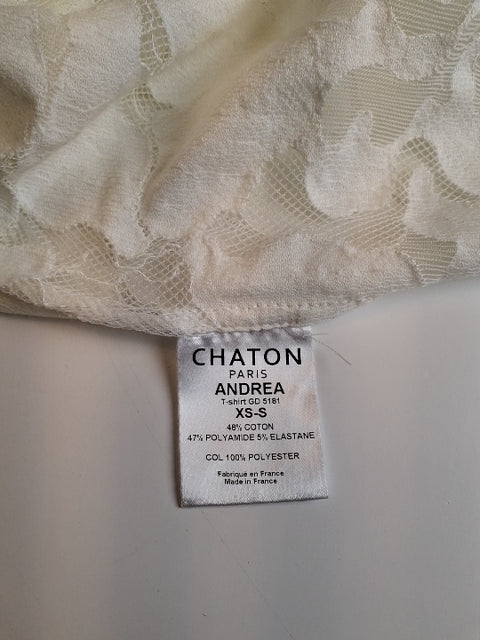 CHATON
PARIS
ANDREA
T-shirt GD 5181
XS-S
48% COTON
47% POLYAMIDE 5% ELASTANE
COL 100% POLYESTER
Fabriqué en France
Made in France